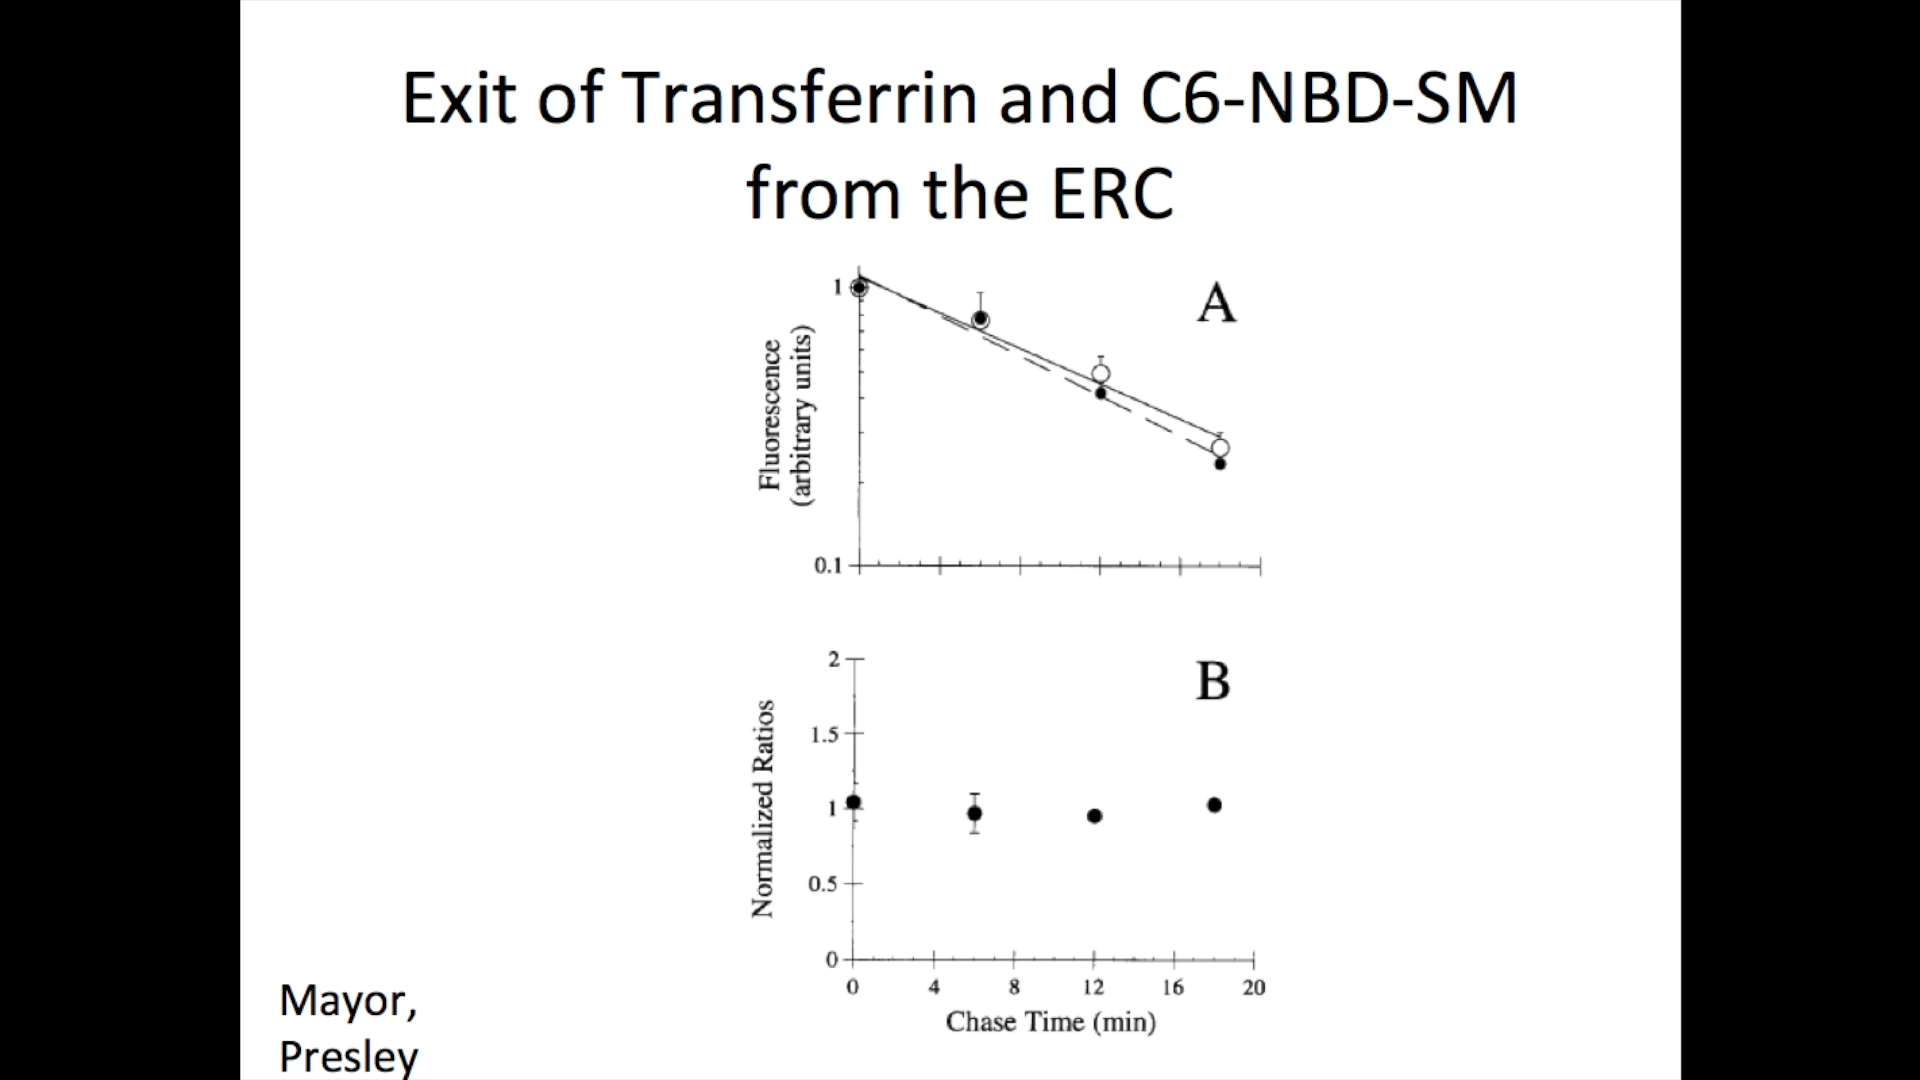 Exit of Transferrin and C6-NBD-SM
from the ERC
A
1
0.1
Fluorescence
(arbitrary units)
B
2
1.5
1
0.5
0
Normalized Ratios
0 4 8 12 16 20
Chase Time (min)
Mayor,
Presley